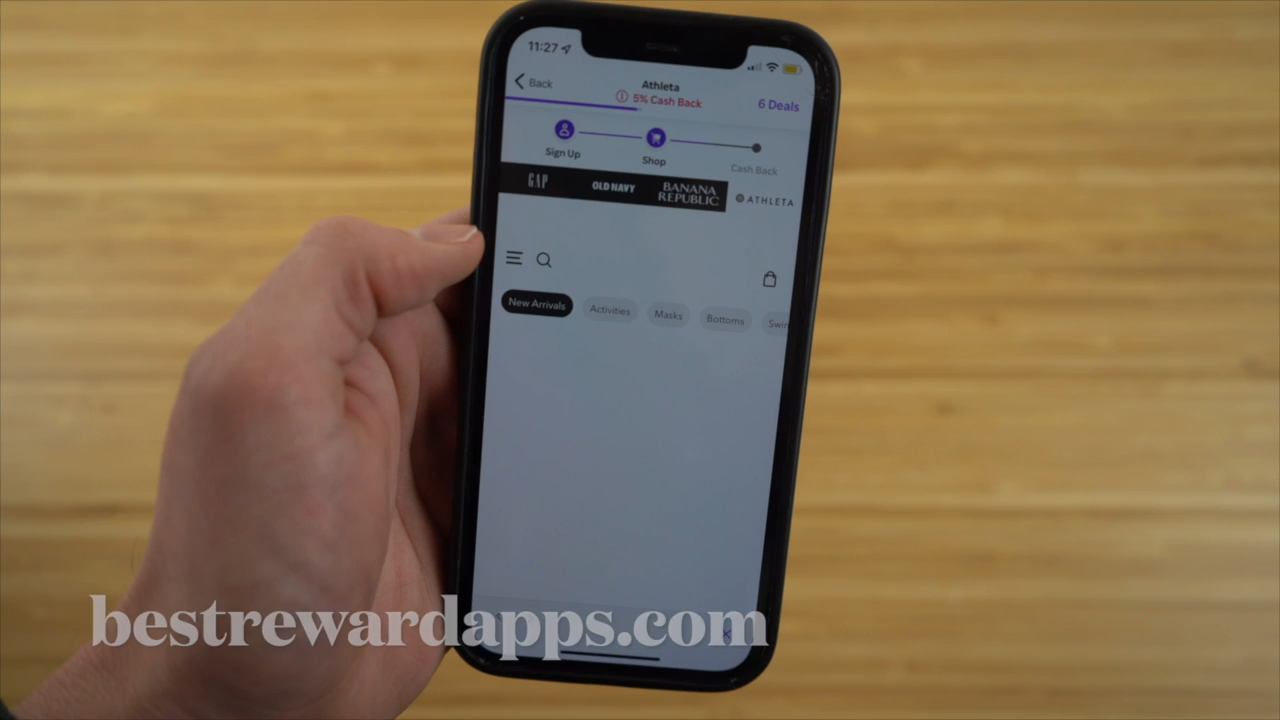 11:27
Back
Athleta
5% Cash Back
6 Deals
Sign Up
Shop
Cash Back
GAP
OLD NAVY
BANANA REPUBLIC
ATHLETA
New Arrivals
Activities
Masks
Bottoms
Swim
bestrewardapps.com